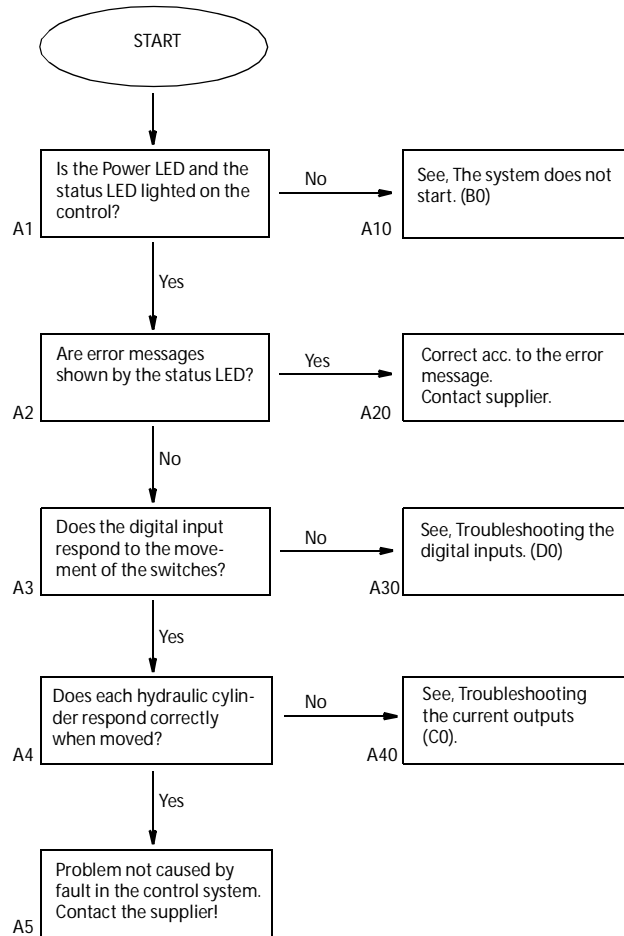 START
Is the Power LED and the
status LED lighted on the
control?
A1
No
See, The system does not
start. (B0)
A10
Yes
Are error messages
shown by the status LED?
A2
Yes
Correct acc. to the error
message.
Contact supplier.
A20
No
Does the digital input
respond to the move-
ment of the switches?
A3
No
See, Troubleshooting the
digital inputs. (D0)
A30
Yes
Does each hydraulic cylin-
der respond correctly
when moved?
A4
No
See, Troubleshooting
the current outputs
(C0).
A40
Yes
Problem not caused by
fault in the control system.
Contact the supplier!
A5